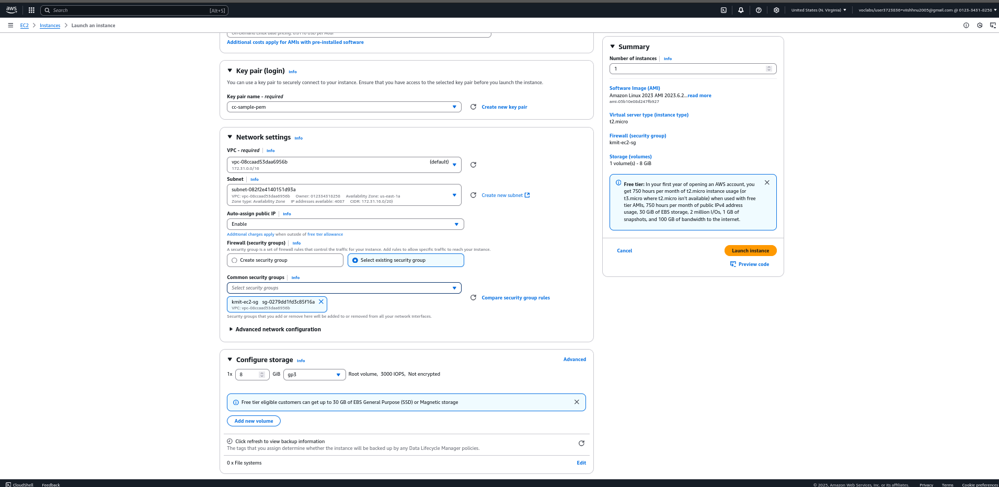 aws
Search [Alt+S]
United States (N. Virginia)
voclabs/user3723836=viishhnu2005@gmail.com @ 0123-3431-8258
EC2 > Instances > Launch an instance
On-Demand Linux base pricing: 0.0116 USD per Hour
Additional costs apply for AMIs with pre-installed software
Key pair (login) Info
You can use a key pair to securely connect to your instance. Ensure that you have access to the selected key pair before you launch the instance.
Key pair name - required
cc-sample-pem
Create new key pair
Network settings Info
VPC - required Info
vpc-08ccaad53daa6956b (default)
172.31.0.0/16
Subnet Info
subnet-082f2e4140151d93a
VPC: vpc-08ccaad53daa6956b Owner: 012334318258 Availability Zone: us-east-1a
Zone type: Availability Zone IP addresses available: 4087 CIDR: 172.31.16.0/20)
Create new subnet
Auto-assign public IP Info
Enable
Additional charges apply when outside of free tier allowance
Firewall (security groups) Info
A security group is a set of firewall rules that control the traffic for your instance. Add rules to allow specific traffic to reach your instance.
Create security group
Select existing security group
Common security groups Info
Select security groups
kmit-ec2-sg sg-0279dd1fd3c85f16a
VPC: vpc-08ccaad53daa6956b
Compare security group rules
Security groups that you add or remove here will be added to or removed from all your network interfaces.
Advanced network configuration
Configure storage Info
Advanced
1x 8 GiB gp3 Root volume, 3000 IOPS, Not encrypted
Free tier eligible customers can get up to 30 GB of EBS General Purpose (SSD) or Magnetic storage
Add new volume
Click refresh to view backup information
The tags that you assign determine whether the instance will be backed up by any Data Lifecycle Manager policies.
0 x File systems
Edit
Summary
Number of instances Info
1
Software Image (AMI)
Amazon Linux 2023 AMI 2023.6.2...read more
ami-05b10e08d247fb927
Virtual server type (instance type)
t2.micro
Firewall (security group)
kmit-ec2-sg
Storage (volumes)
1 volume(s) - 8 GiB
Free tier: In your first year of opening an AWS account, you
get 750 hours per month of t2.micro instance usage (or
t3.micro where t2.micro isn't available) when used with free
tier AMIs, 750 hours per month of public IPv4 address
usage, 30 GiB of EBS storage, 2 million I/Os, 1 GB of
snapshots, and 100 GB of bandwidth to the internet.
Cancel
Launch instance
Preview code
CloudShell Feedback
© 2025, Amazon Web Services, Inc. or its affiliates. Privacy Terms Cookie preferences